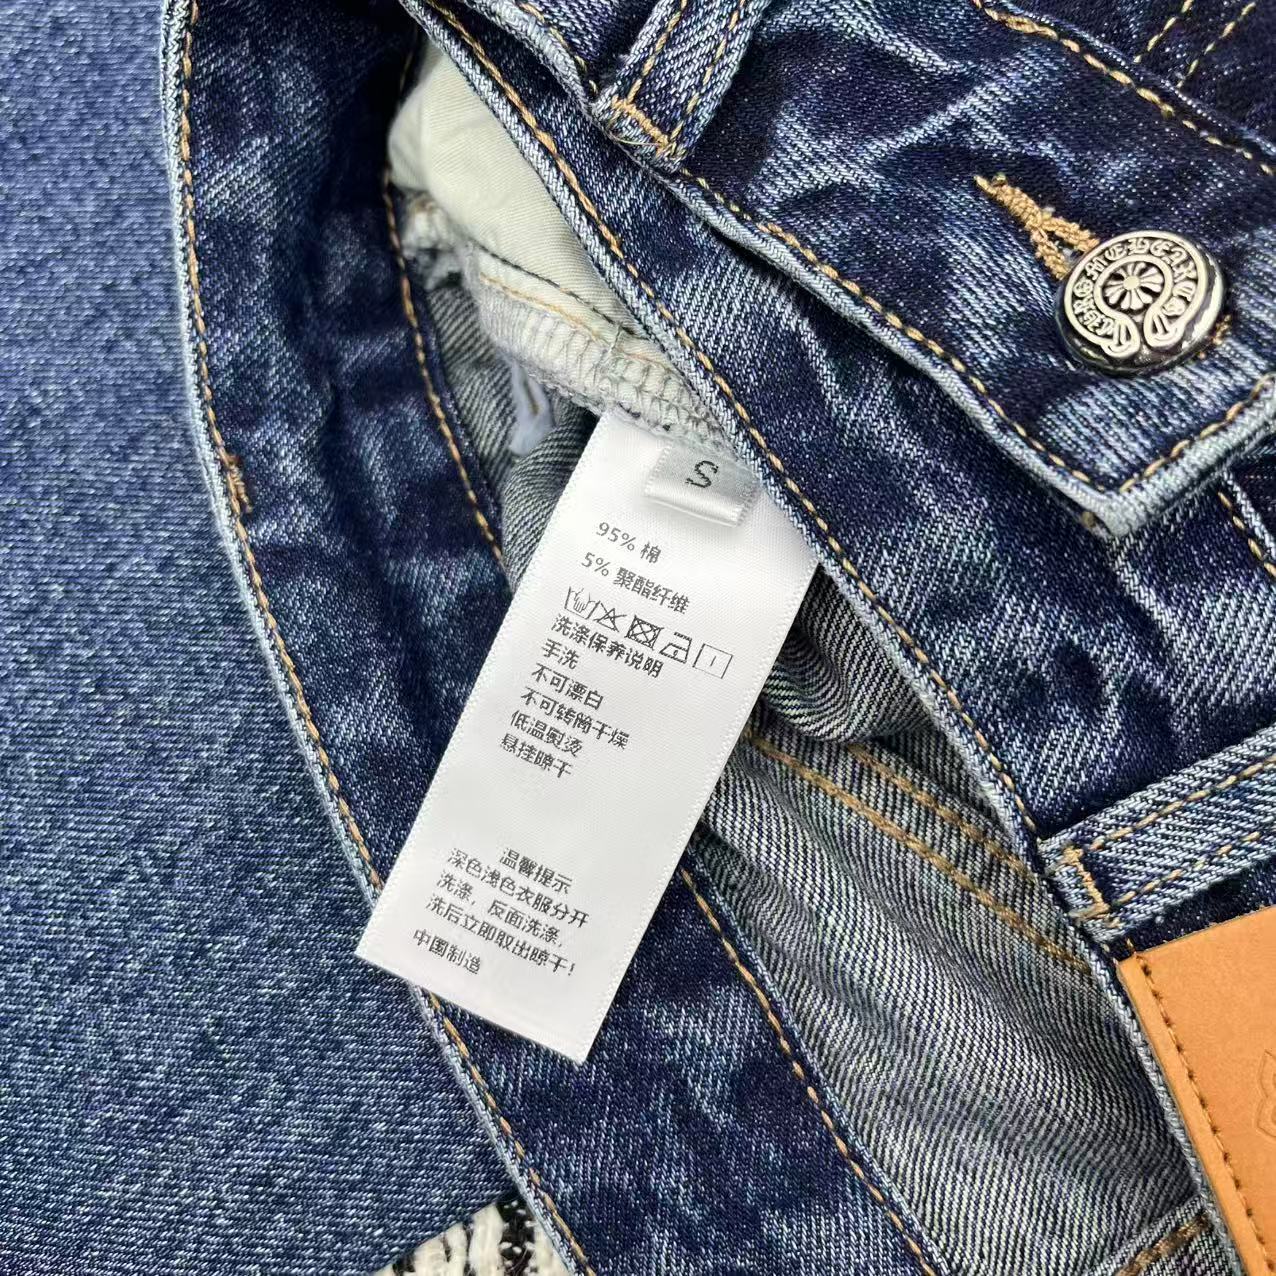 S
95% 棉
5% 聚酯纤维
洗涤保养说明
手洗
不可漂白
不可转筒干燥
低温熨烫
悬挂晾干
温馨提示
深色浅色衣服分开
洗涤，反面洗涤，
洗后立即取出晾干!
中国制造